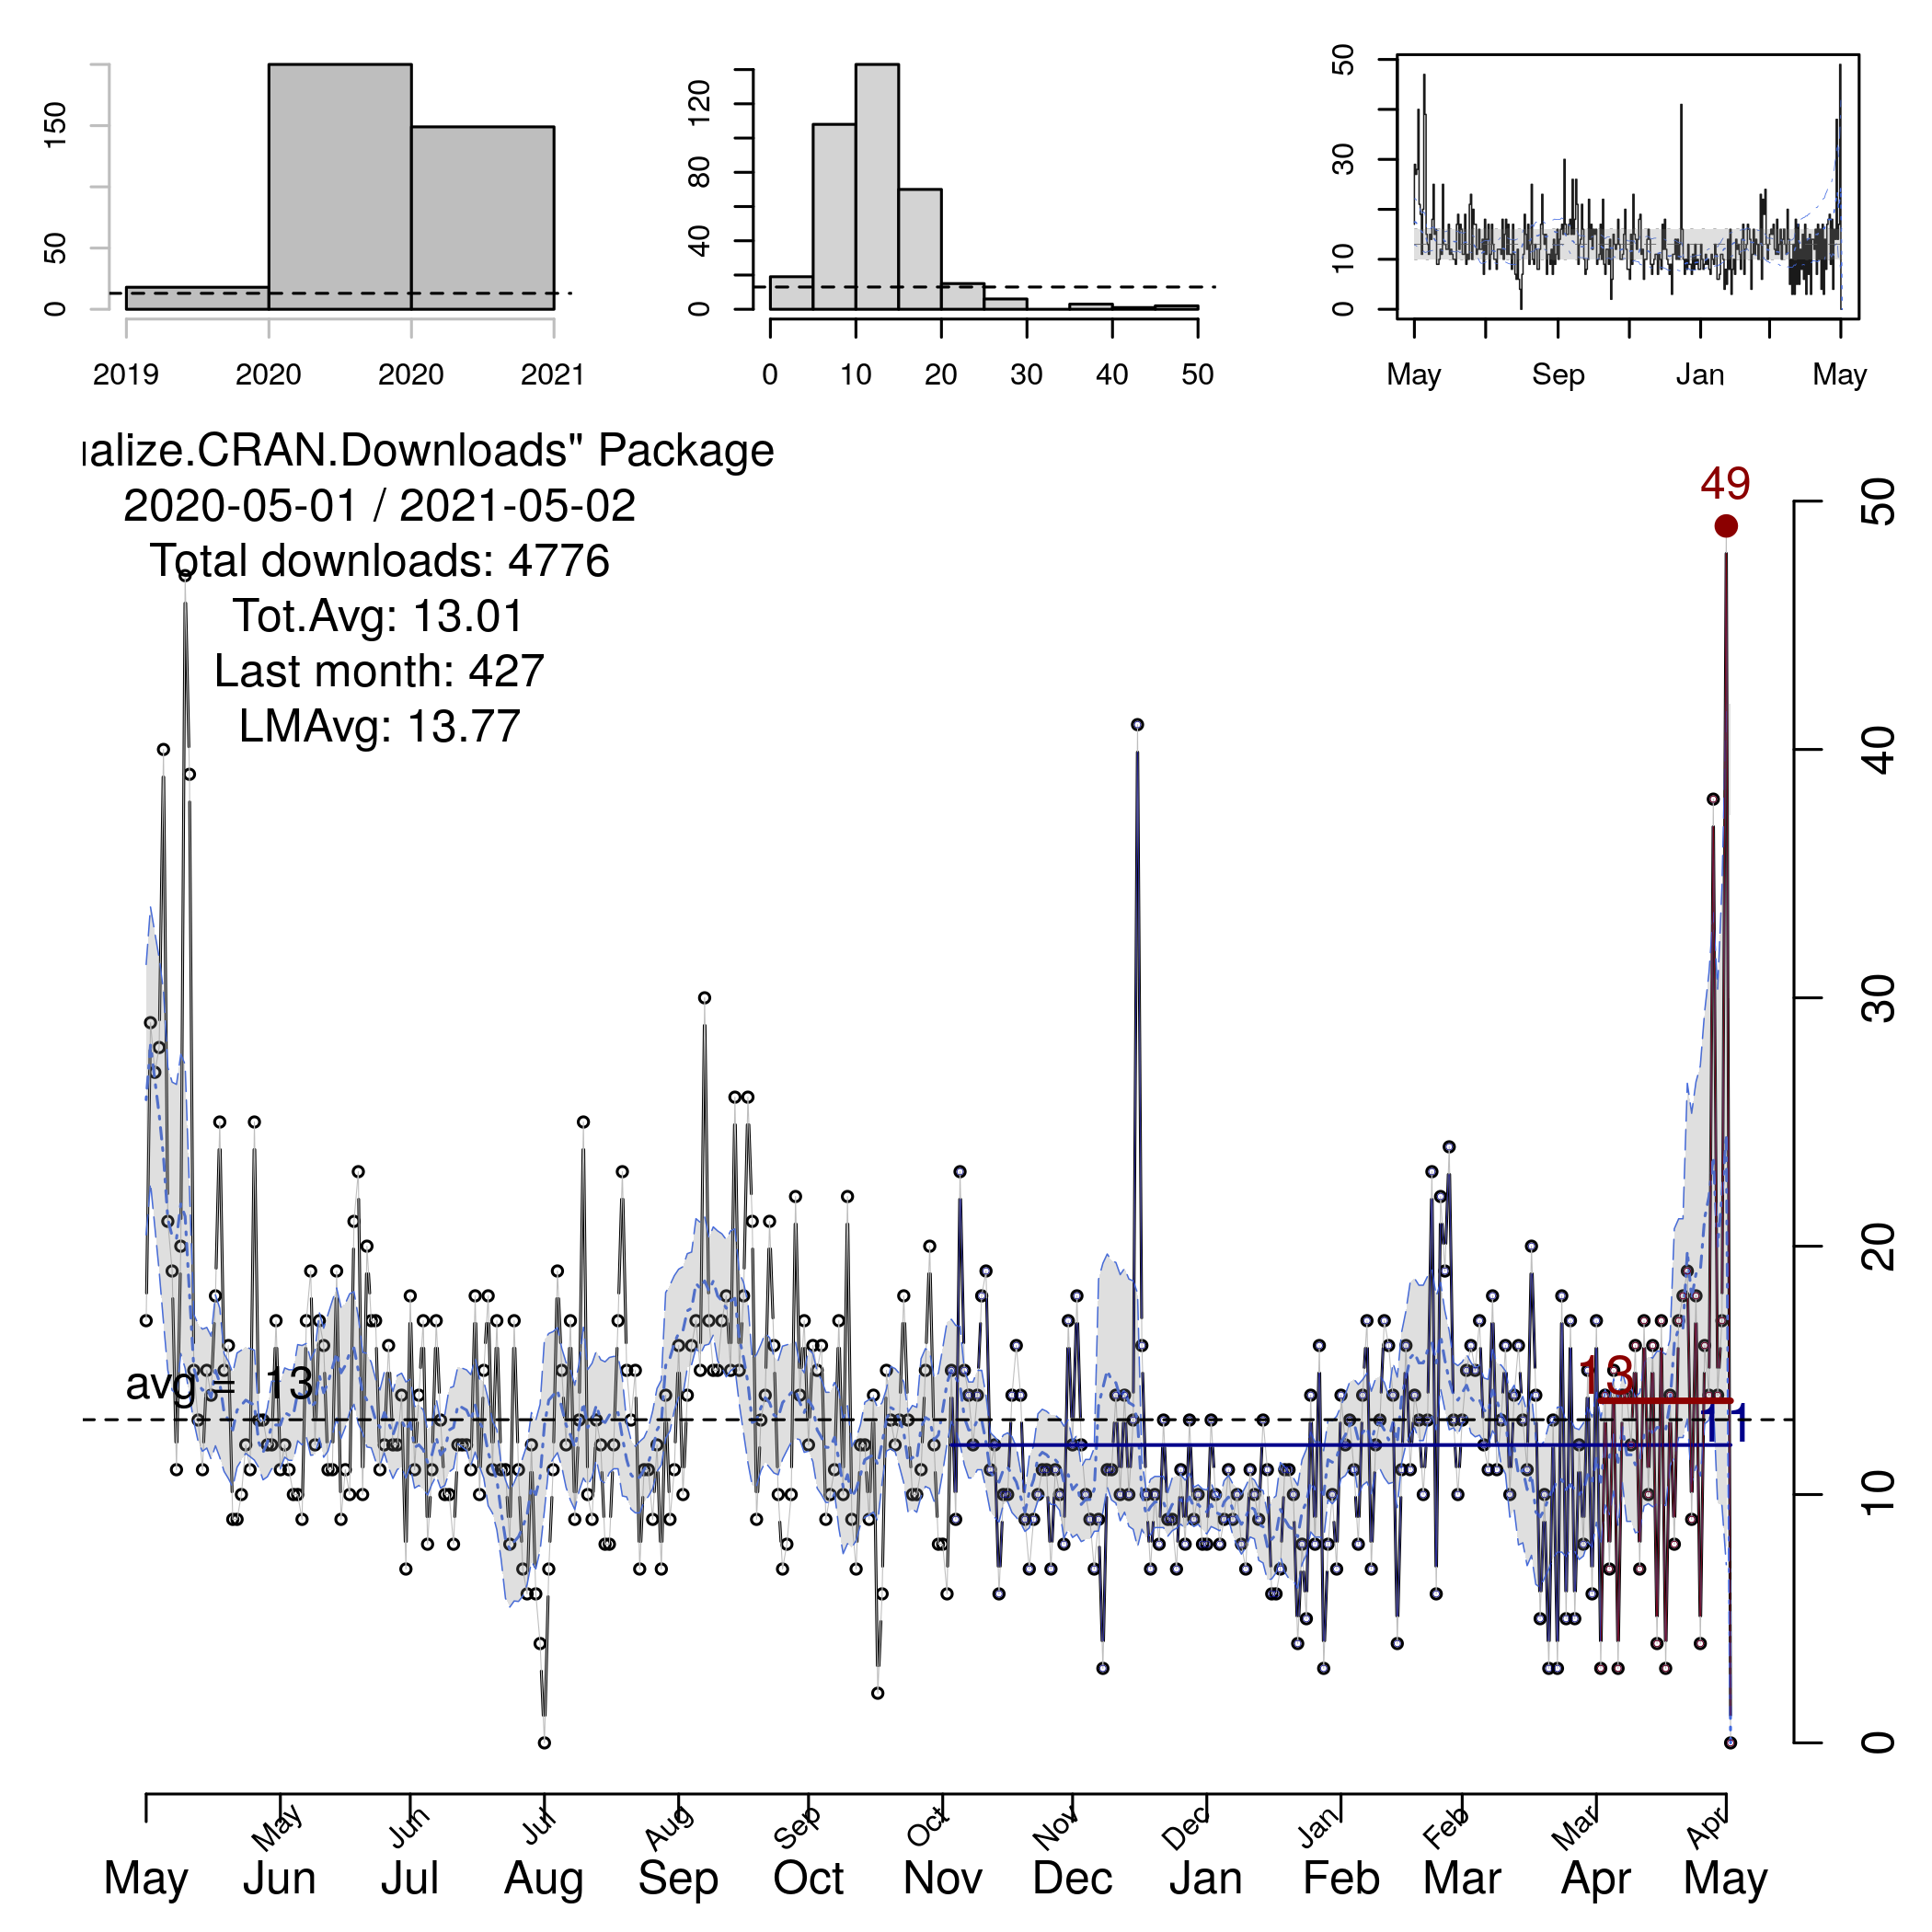 150
50
0
2019 2020 2020 2021
120
80
40
0
0 10 20 30 40 50
50
30
10
0
May Sep Jan May
alize.CRAN.Downloads" Package
2020-05-01 / 2021-05-02
Total downloads: 4776
Tot.Avg: 13.01
Last month: 427
LMAvg: 13.77
49
50
40
30
20
10
0
avg = 13
13
11
May Jun Jul Aug Sep Oct Nov Dec Jan Feb Mar Apr
May Jun Jul Aug Sep Oct Nov Dec Jan Feb Mar Apr May